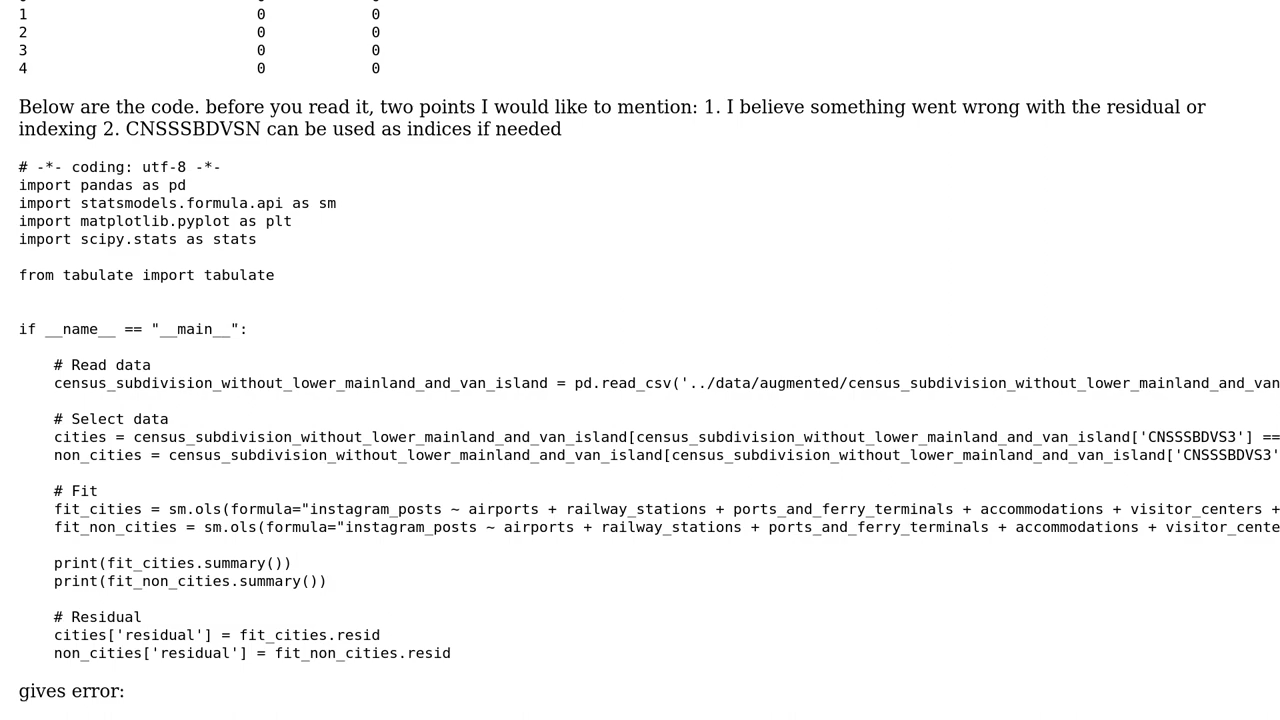 1 0 0
2 0 0
3 0 0
4 0 0
Below are the code. before you read it, two points I would like to mention: 1. I believe something went wrong with the residual or
indexing 2. CNSSSBDVSN can be used as indices if needed
# -*- coding: utf-8 -*-
import pandas as pd
import statsmodels.formula.api as sm
import matplotlib.pyplot as plt
import scipy.stats as stats
from tabulate import tabulate
if __name__ == "__main__":
# Read data
census_subdivision_without_lower_mainland_and_van_island = pd.read_csv('../data/augmented/census_subdivision_without_lower_mainland_and_van
# Select data
cities = census_subdivision_without_lower_mainland_and_van_island[census_subdivision_without_lower_mainland_and_van_island['CNSSSBDVS3'] ==
non_cities = census_subdivision_without_lower_mainland_and_van_island[census_subdivision_without_lower_mainland_and_van_island['CNSSSBDVS3'
# Fit
fit_cities = sm.ols(formula="instagram_posts ~ airports + railway_stations + ports_and_ferry_terminals + accommodations + visitor_centers +
fit_non_cities = sm.ols(formula="instagram_posts ~ airports + railway_stations + ports_and_ferry_terminals + accommodations + visitor_cente
print(fit_cities.summary())
print(fit_non_cities.summary())
# Residual
cities['residual'] = fit_cities.resid
non_cities['residual'] = fit_non_cities.resid
gives error: